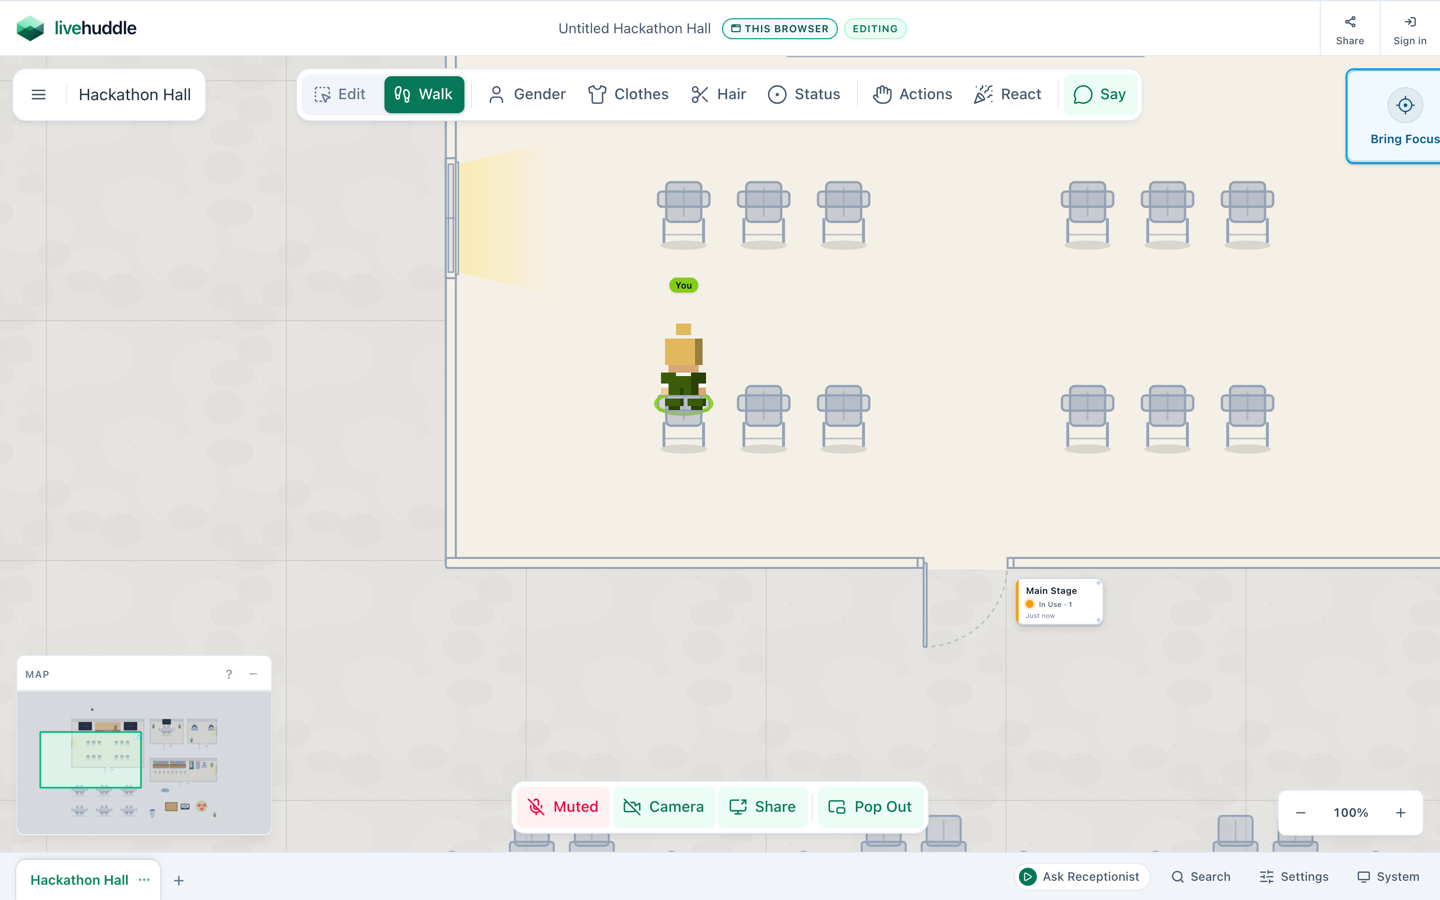 livehuddle
Untitled Hackathon Hall
THIS BROWSER
EDITING
Share
Sign in
Hackathon Hall
Edit
Walk
Gender
Clothes
Hair
Status
Actions
React
Say
Bring Focus
You
Main Stage
In Use · 1
Just now
MAP
?
Muted
Camera
Share
Pop Out
100%
Hackathon Hall
Ask Receptionist
Search
Settings
System